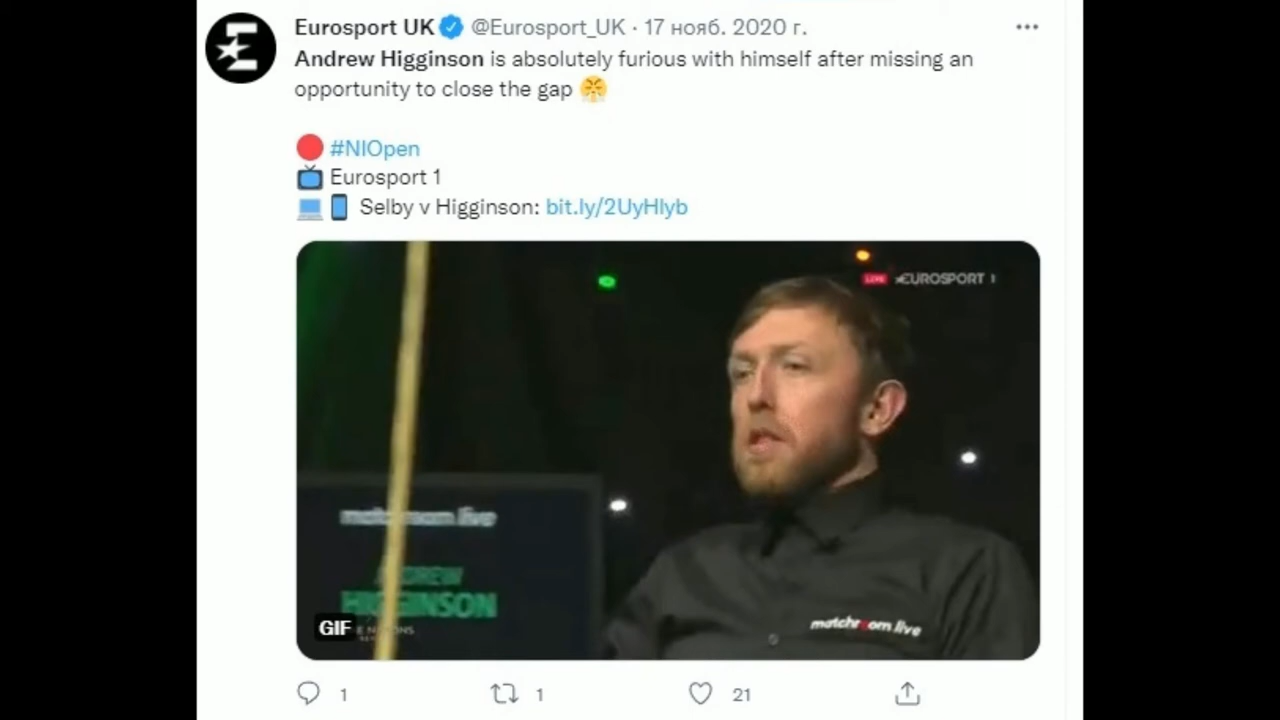 Eurosport UK @Eurosport_UK · 17 нояб. 2020 г.
Andrew Higginson is absolutely furious with himself after missing an
opportunity to close the gap 😤
🔴 #NIOpen
📺 Eurosport 1
💻📱 Selby v Higginson: bit.ly/2UyHlyb
LIVE EUROSPORT 1
matchroom.live
ANDREW
HIGGINSON
GIF
matchroom.live
1 1 21